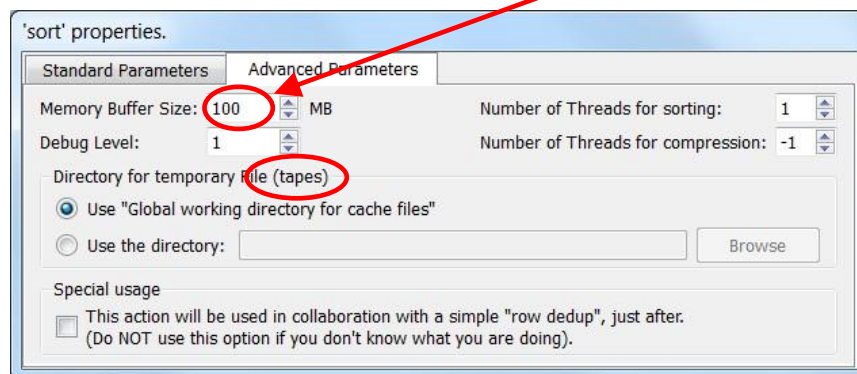 'sort' properties.
Standard Parameters Advanced Parameters
Memory Buffer Size: 100 MB Number of Threads for sorting: 1
Debug Level: 1 Number of Threads for compression: -1
Directory for temporary File (tapes)
Use "Global working directory for cache files"
Use the directory: Browse
Special usage
This action will be used in collaboration with a simple "row dedup", just after.
(Do NOT use this option if you don't know what you are doing).